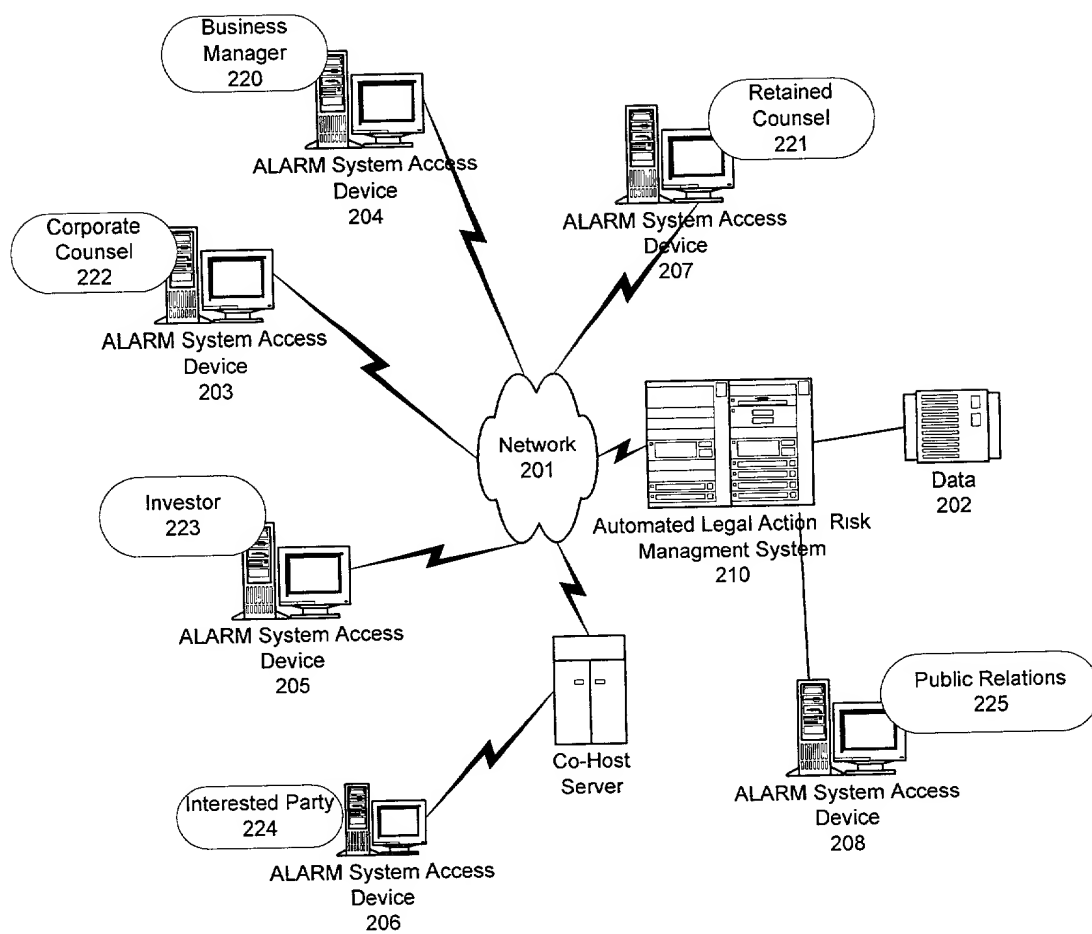 Business
Manager
220
ALARM System Access
Device
204
Retained
Counsel
221
ALARM System Access
Device
207
Corporate
Counsel
222
ALARM System Access
Device
203
Network
201
Automated Legal Action Risk
Managment System
210
Data
202
Investor
223
ALARM System Access
Device
205
Co-Host
Server
Public Relations
225
ALARM System Access
Device
208
Interested Party
224
ALARM System Access
Device
206